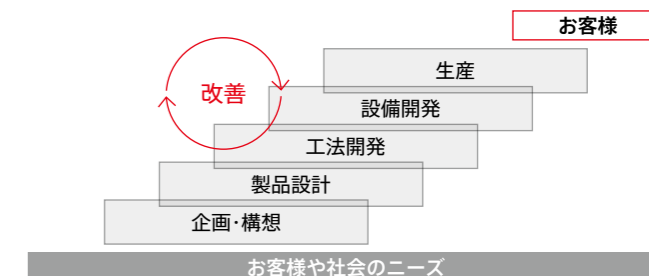 お客様
生産
改善
設備開発
工法開発
製品設計
企画・構想
お客様や社会のニーズ